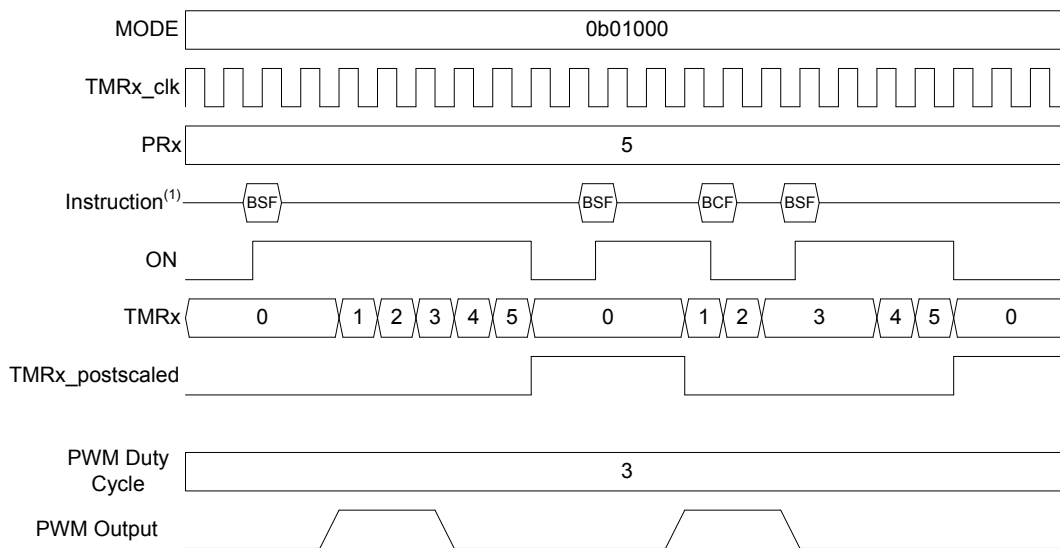 MODE 0b01000
TMRx_clk
PRx 5
Instruction(1) BSF BSF BCF BSF
ON
TMRx 0 1 2 3 4 5 0 1 2 3 4 5 0
TMRx_postscaled
PWM Duty
Cycle 3
PWM Output